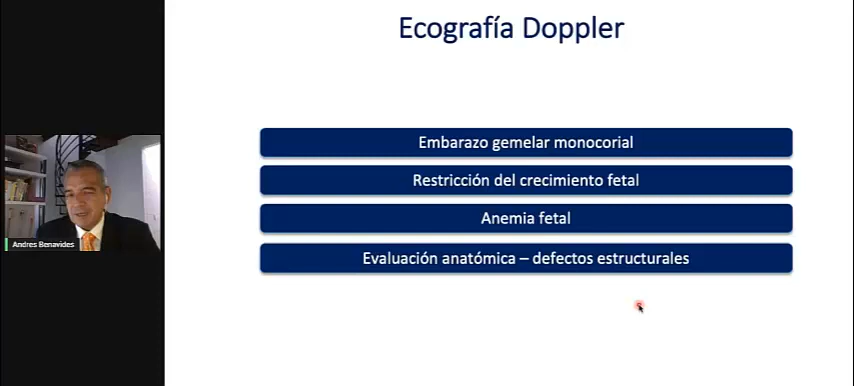 Ecografía Doppler
Embarazo gemelar monocorial
Restricción del crecimiento fetal
Anemia fetal
Evaluación anatómica – defectos estructurales
Andres Benavides